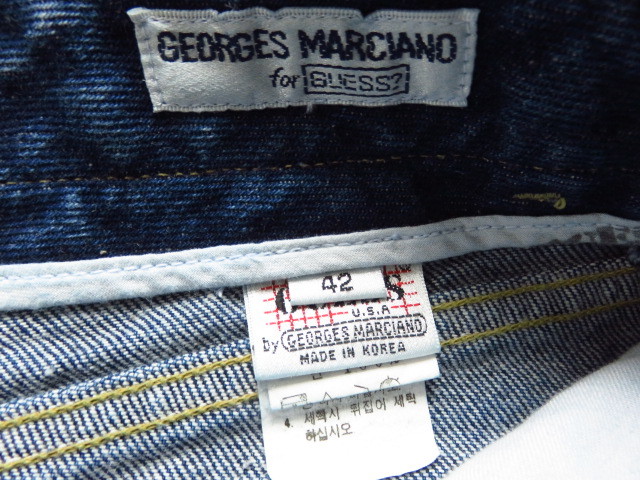 GEORGES MARCIANO
for GUESS?
42
U.S.A
by GEORGES MARCIANO
MADE IN KOREA
4. 세탁시 뒤집어 세탁
하십시오